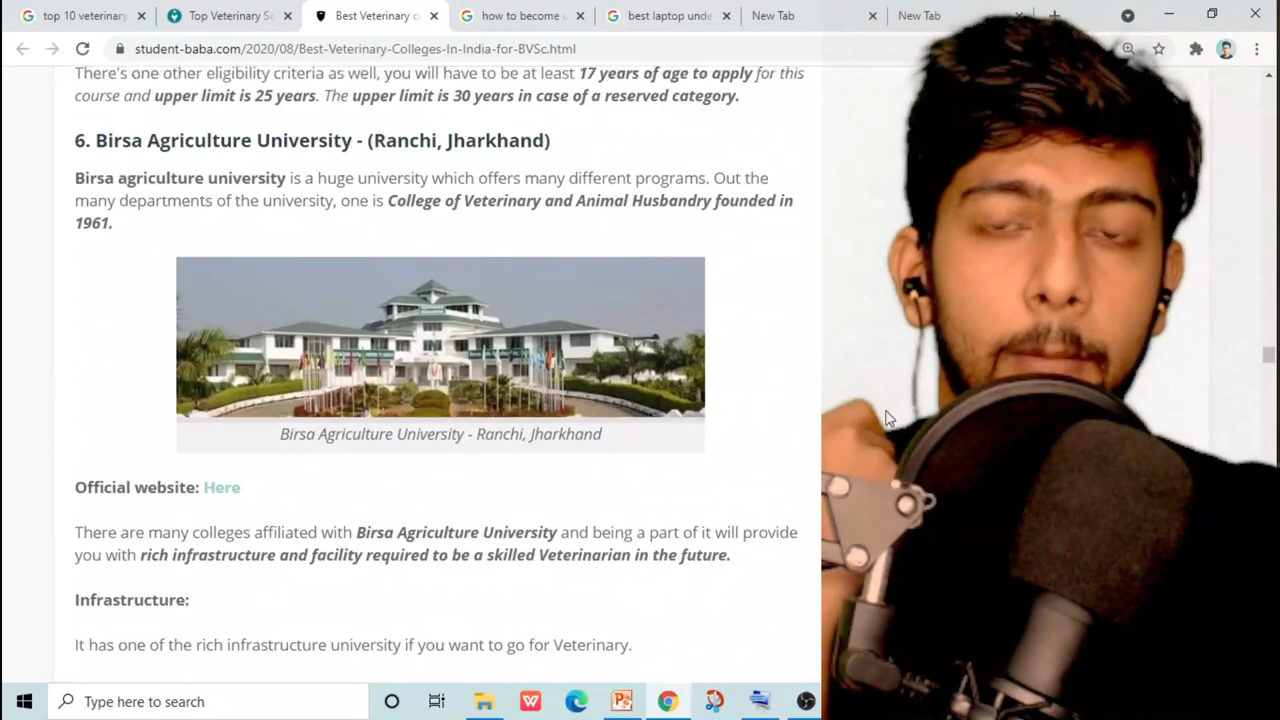 top 10 veterinary
Top Veterinary Sc
Best Veterinary c
how to become
best laptop unde
New Tab
New Tab
student-baba.com/2020/08/Best-Veterinary-Colleges-In-India-for-BVSc.html
There's one other eligibility criteria as well, you will have to be at least 17 years of age to apply for this
course and upper limit is 25 years. The upper limit is 30 years in case of a reserved category.
6. Birsa Agriculture University - (Ranchi, Jharkhand)
Birsa agriculture university is a huge university which offers many different programs. Out the
many departments of the university, one is College of Veterinary and Animal Husbandry founded in
1961.
Birsa Agriculture University - Ranchi, Jharkhand
Official website: Here
There are many colleges affiliated with Birsa Agriculture University and being a part of it will provide
you with rich infrastructure and facility required to be a skilled Veterinarian in the future.
Infrastructure:
It has one of the rich infrastructure university if you want to go for Veterinary.
Type here to search